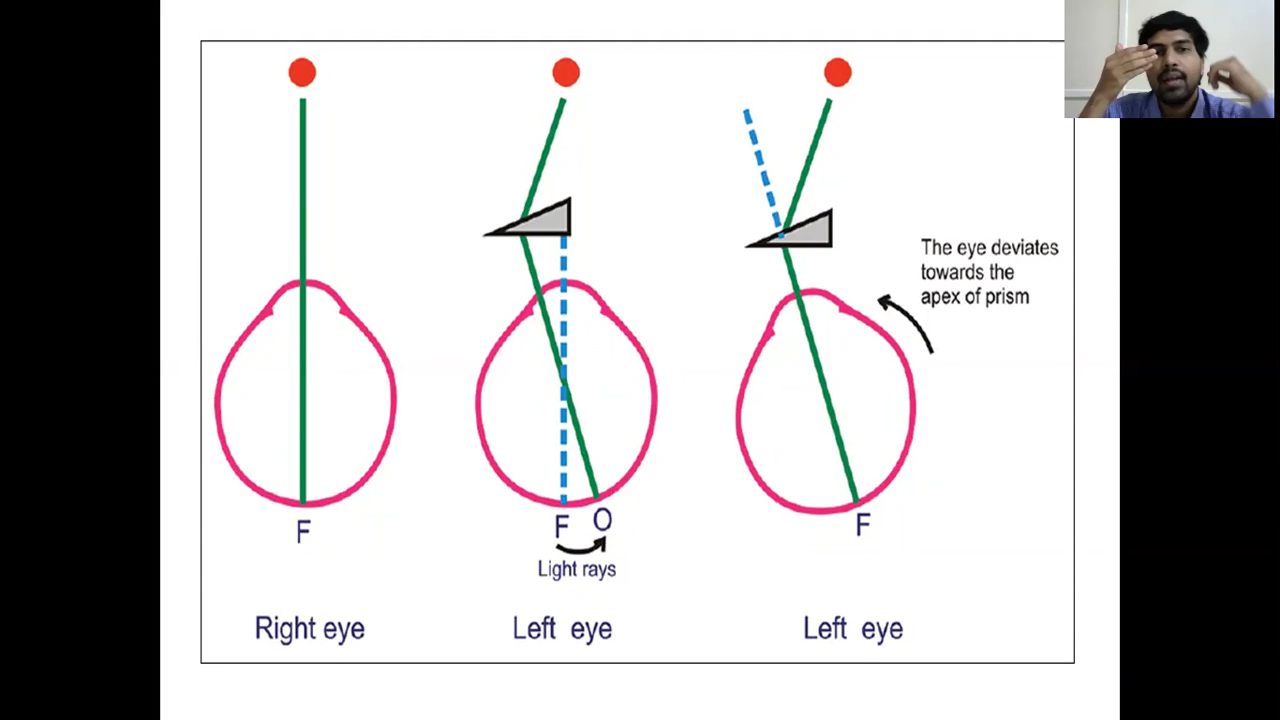 The eye deviates
towards the
apex of prism
F
F O
Light rays
F
Right eye
Left eye
Left eye